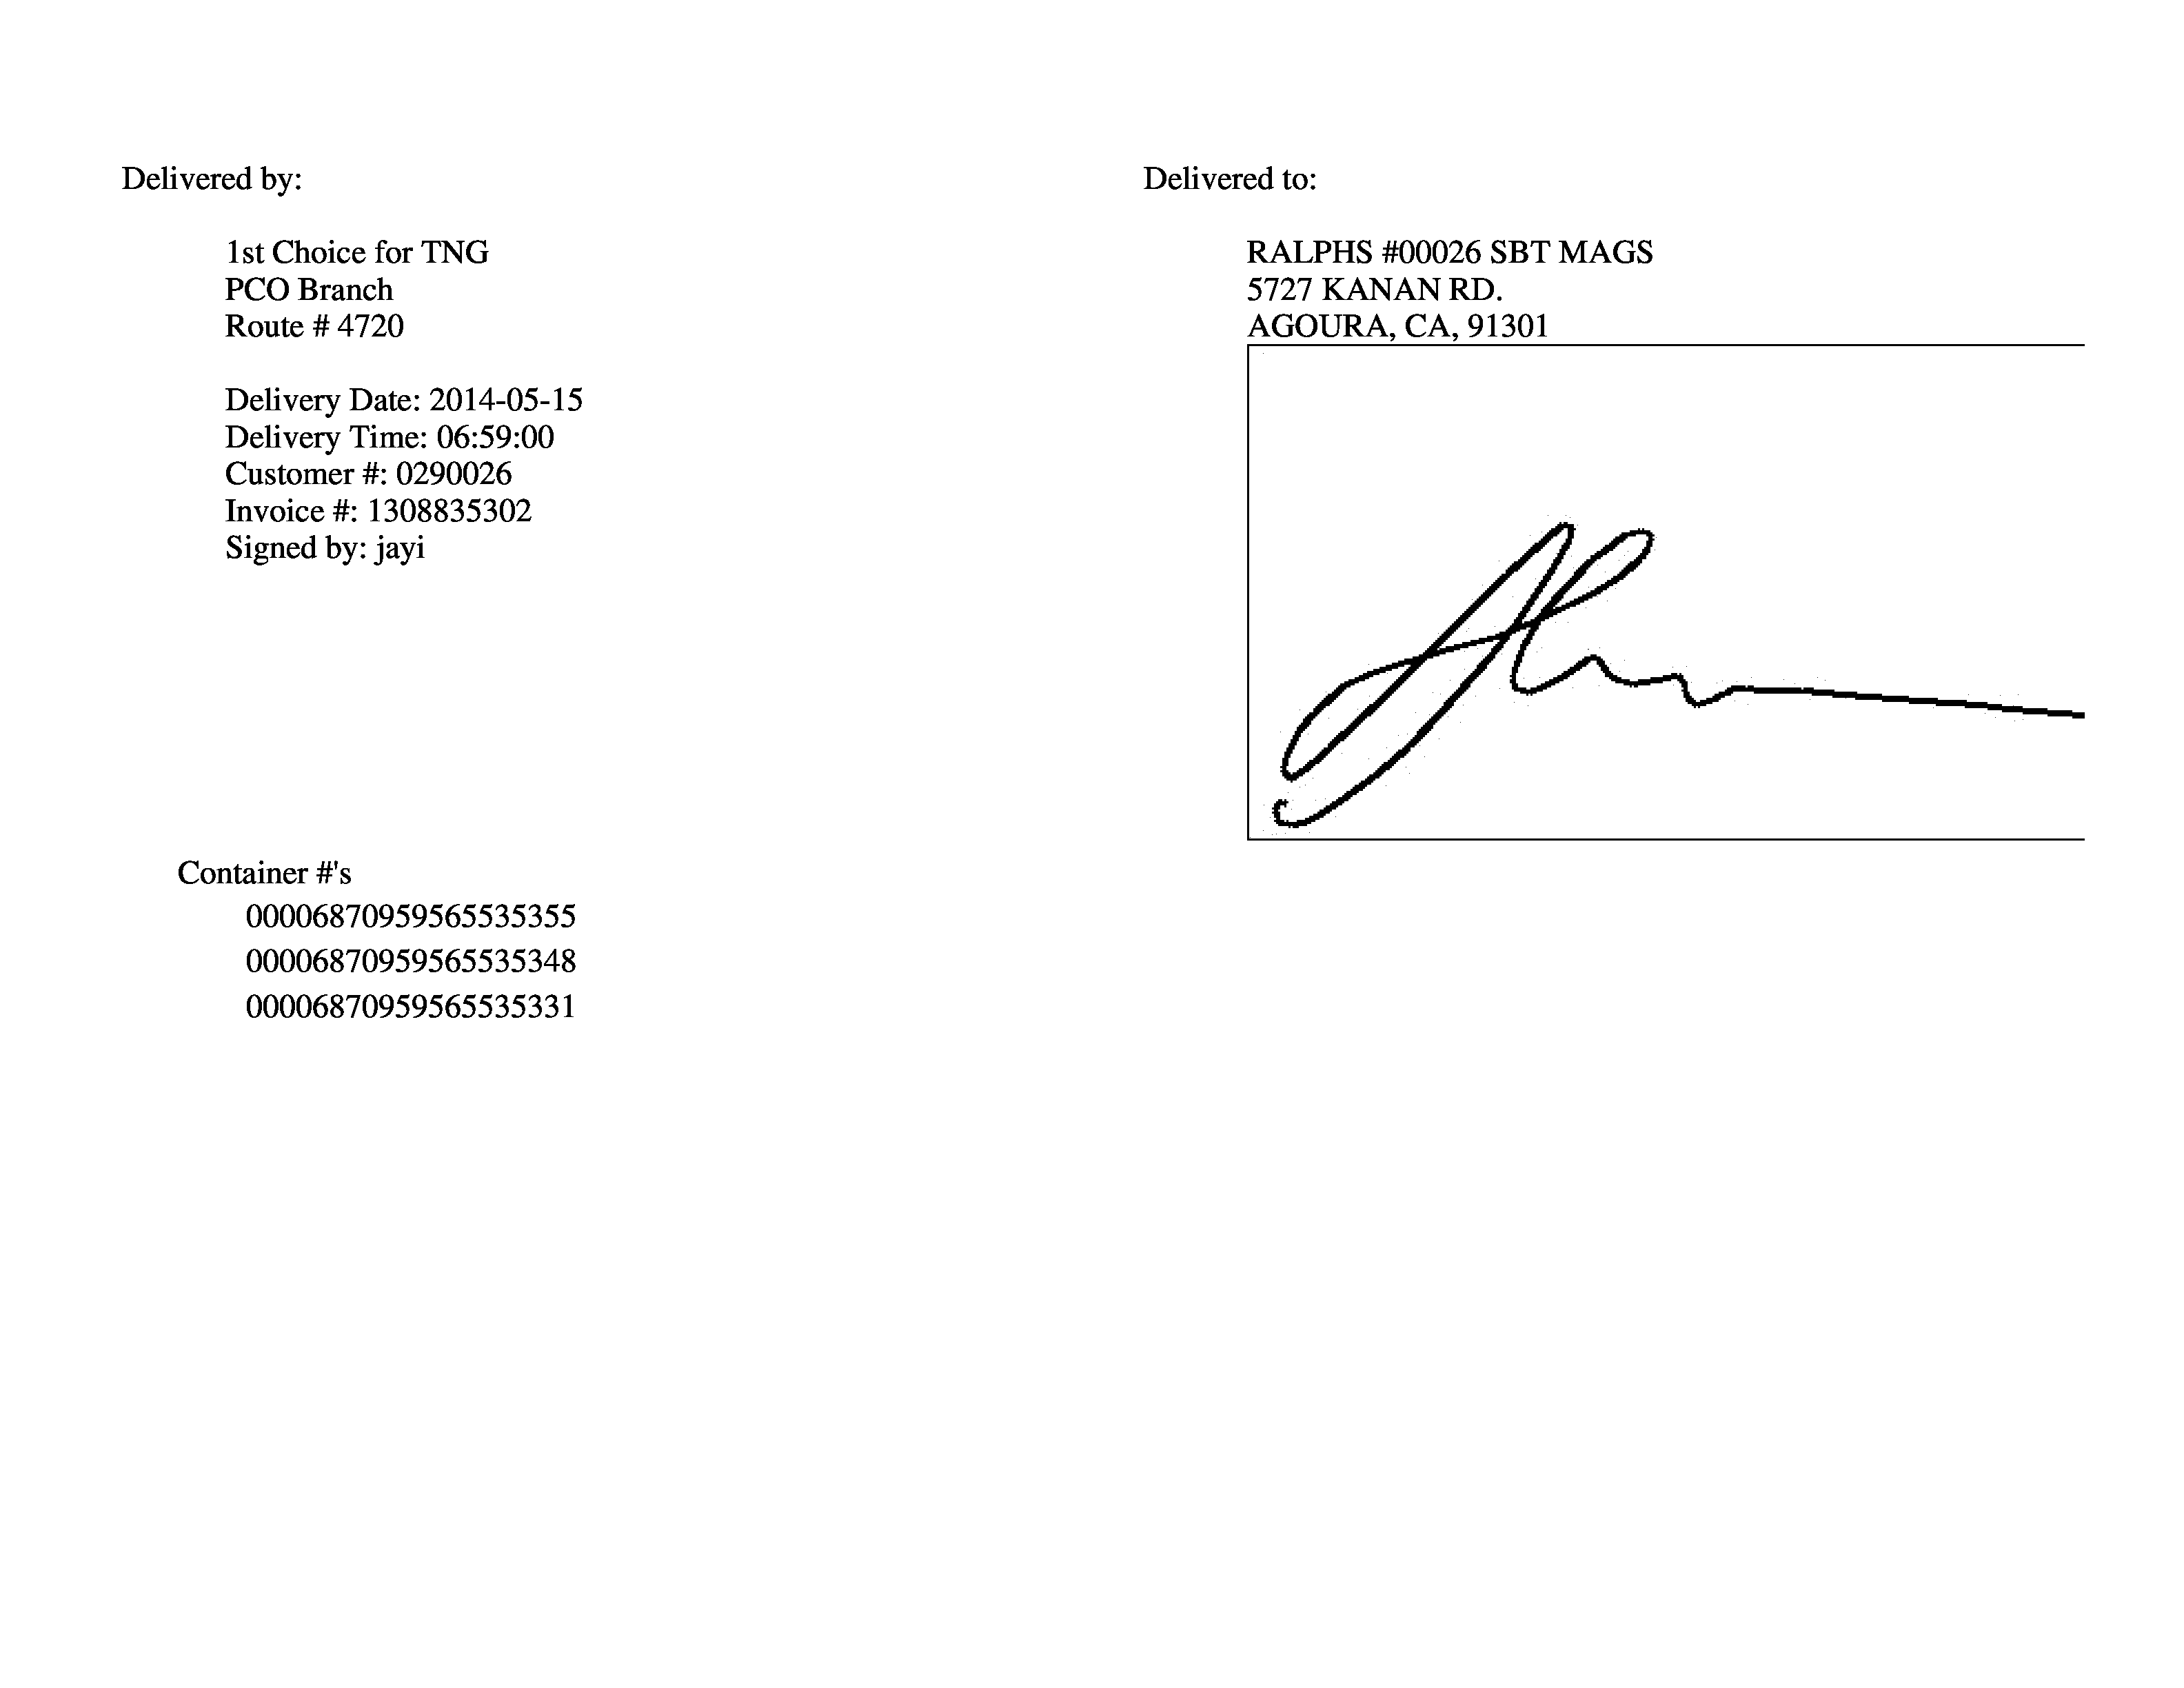 Delivered by:
1st Choice for TNG
PCO Branch
Route # 4720
Delivery Date: 2014-05-15
Delivery Time: 06:59:00
Customer #: 0290026
Invoice #: 1308835302
Signed by: jayi
Delivered to:
RALPHS #00026 SBT MAGS
5727 KANAN RD.
AGOURA, CA, 91301
Container #'s
00006870959565535355
00006870959565535348
00006870959565535331